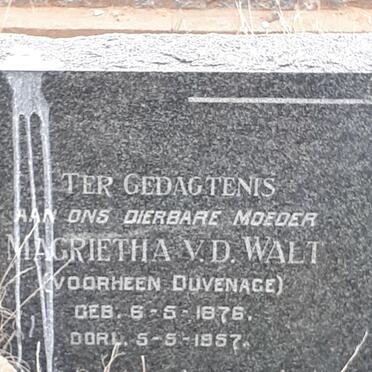 TER GEDAGTENIS
AAN ONS DIERBARE MOEDER
MAGRIETHA V.D. WALT
(VOORHEEN DUVENAGE)
GEB. 6-5-1876.
OORL. 5-5-1957.